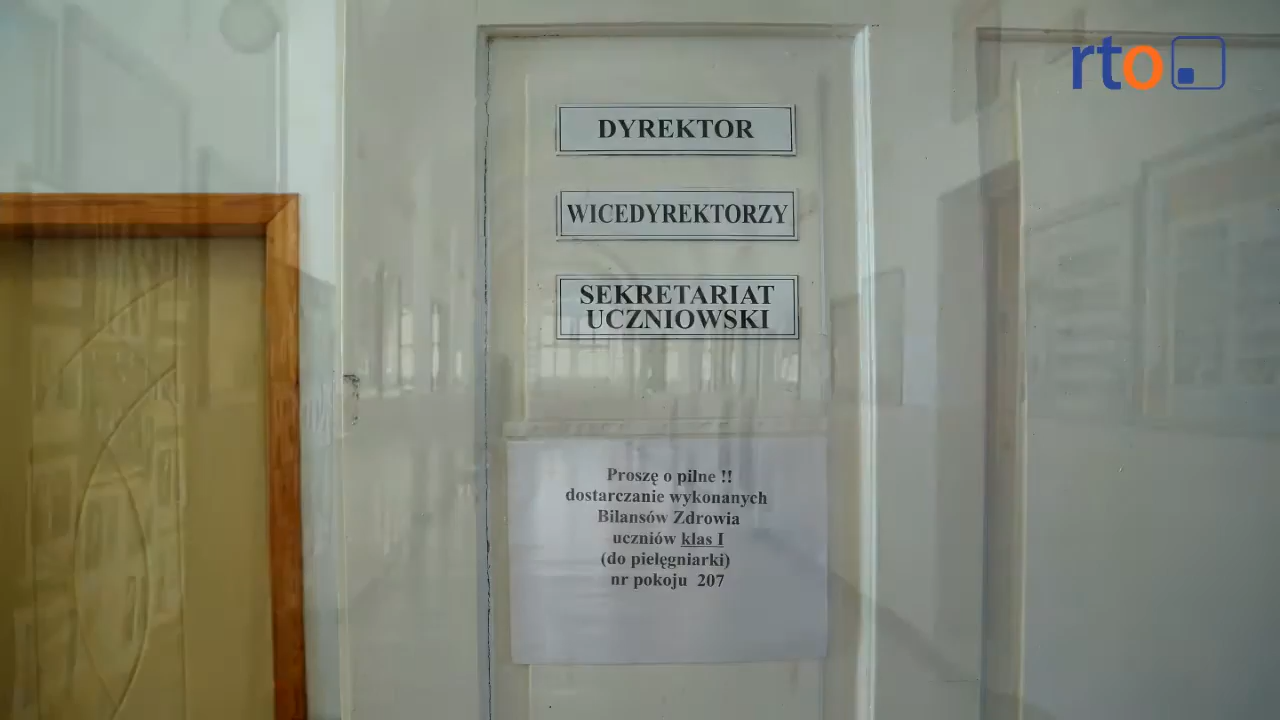 rto
DYREKTOR
WICEDYREKTORZY
SEKRETARIAT
UCZNIOWSKI
Proszę o pilne !!
dostarczanie wykonanych
Bilansów Zdrowia
uczniów klas I
(do pielęgniarki)
nr pokoju 207